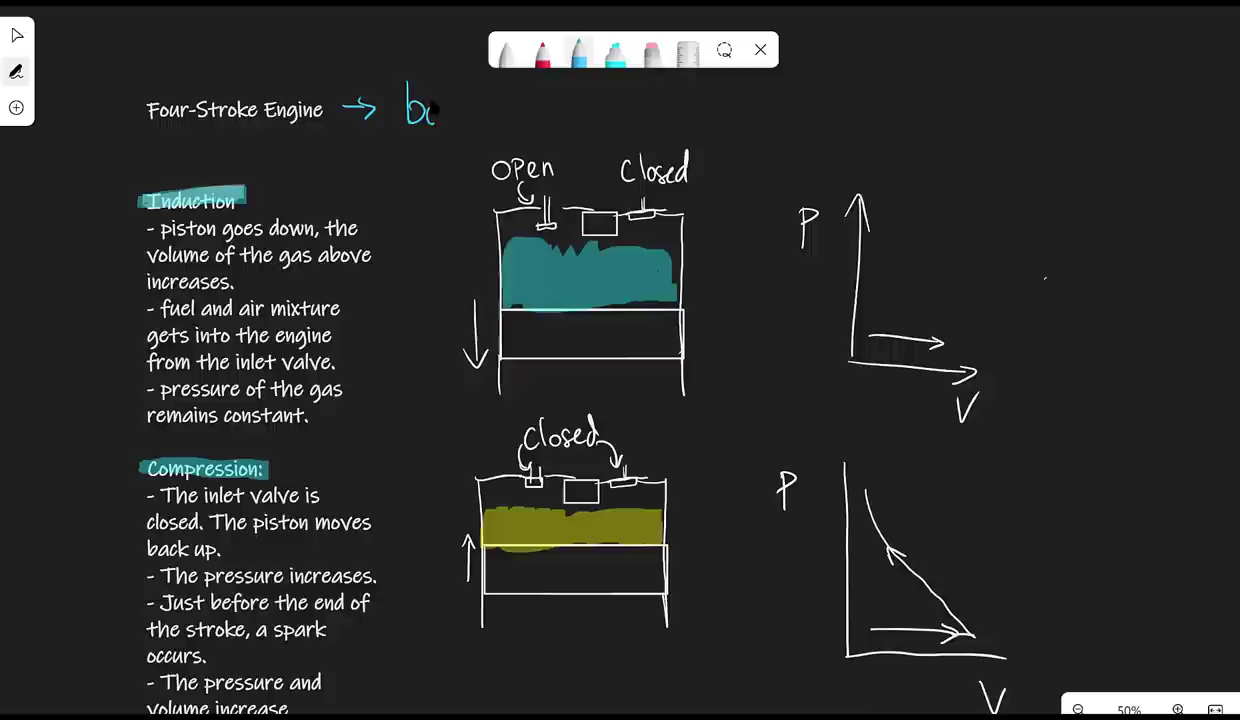 Four-Stroke Engine → bc
Open
Closed
Induction
- piston goes down, the
volume of the gas above
increases.
- fuel and air mixture
gets into the engine
from the inlet valve.
- pressure of the gas
remains constant.
P
V
Closed
Compression:
- The inlet valve is
closed. The piston moves
back up.
- The pressure increases.
- Just before the end of
the stroke, a spark
occurs.
- The pressure and
volume increase
P
V
50%